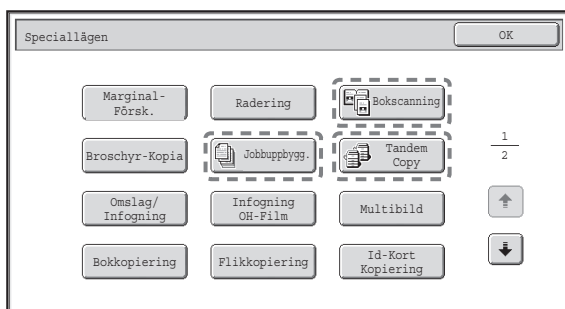 Speciallägen
OK
Marginal-
Försk.
Radering
Bokscanning
Broschyr-Kopia
Jobbuppbygg.
Tandem
Copy
1
2
Omslag/
Infogning
Infogning
OH-Film
Multibild
Bokkopiering
Flikkopiering
Id-Kort
Kopiering